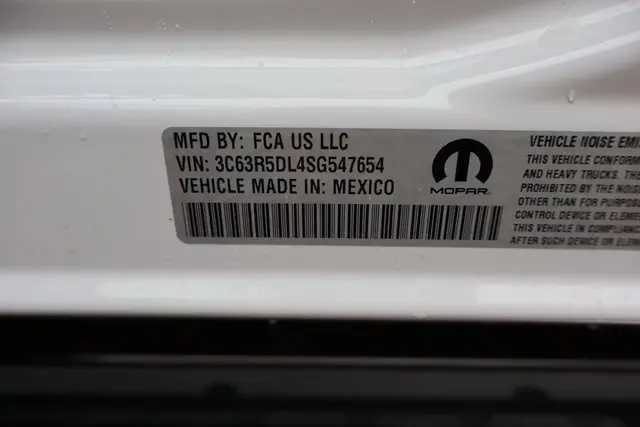 MFD BY: FCA US LLC
VIN: 3C63R5DL4SG547654
VEHICLE MADE IN: MEXICO
MOPAR
VEHICLE NOISE EMI
THIS VEHICLE CONFORM
AND HEAVY TRUCKS. THE
PROHIBITED BY THE NOIS
OTHER THAN FOR PURPOS
CONTROL DEVICE OR ELEM
THIS VEHICLE IN COMPLIANC
AFTER SUCH DEVICE OR ELEM